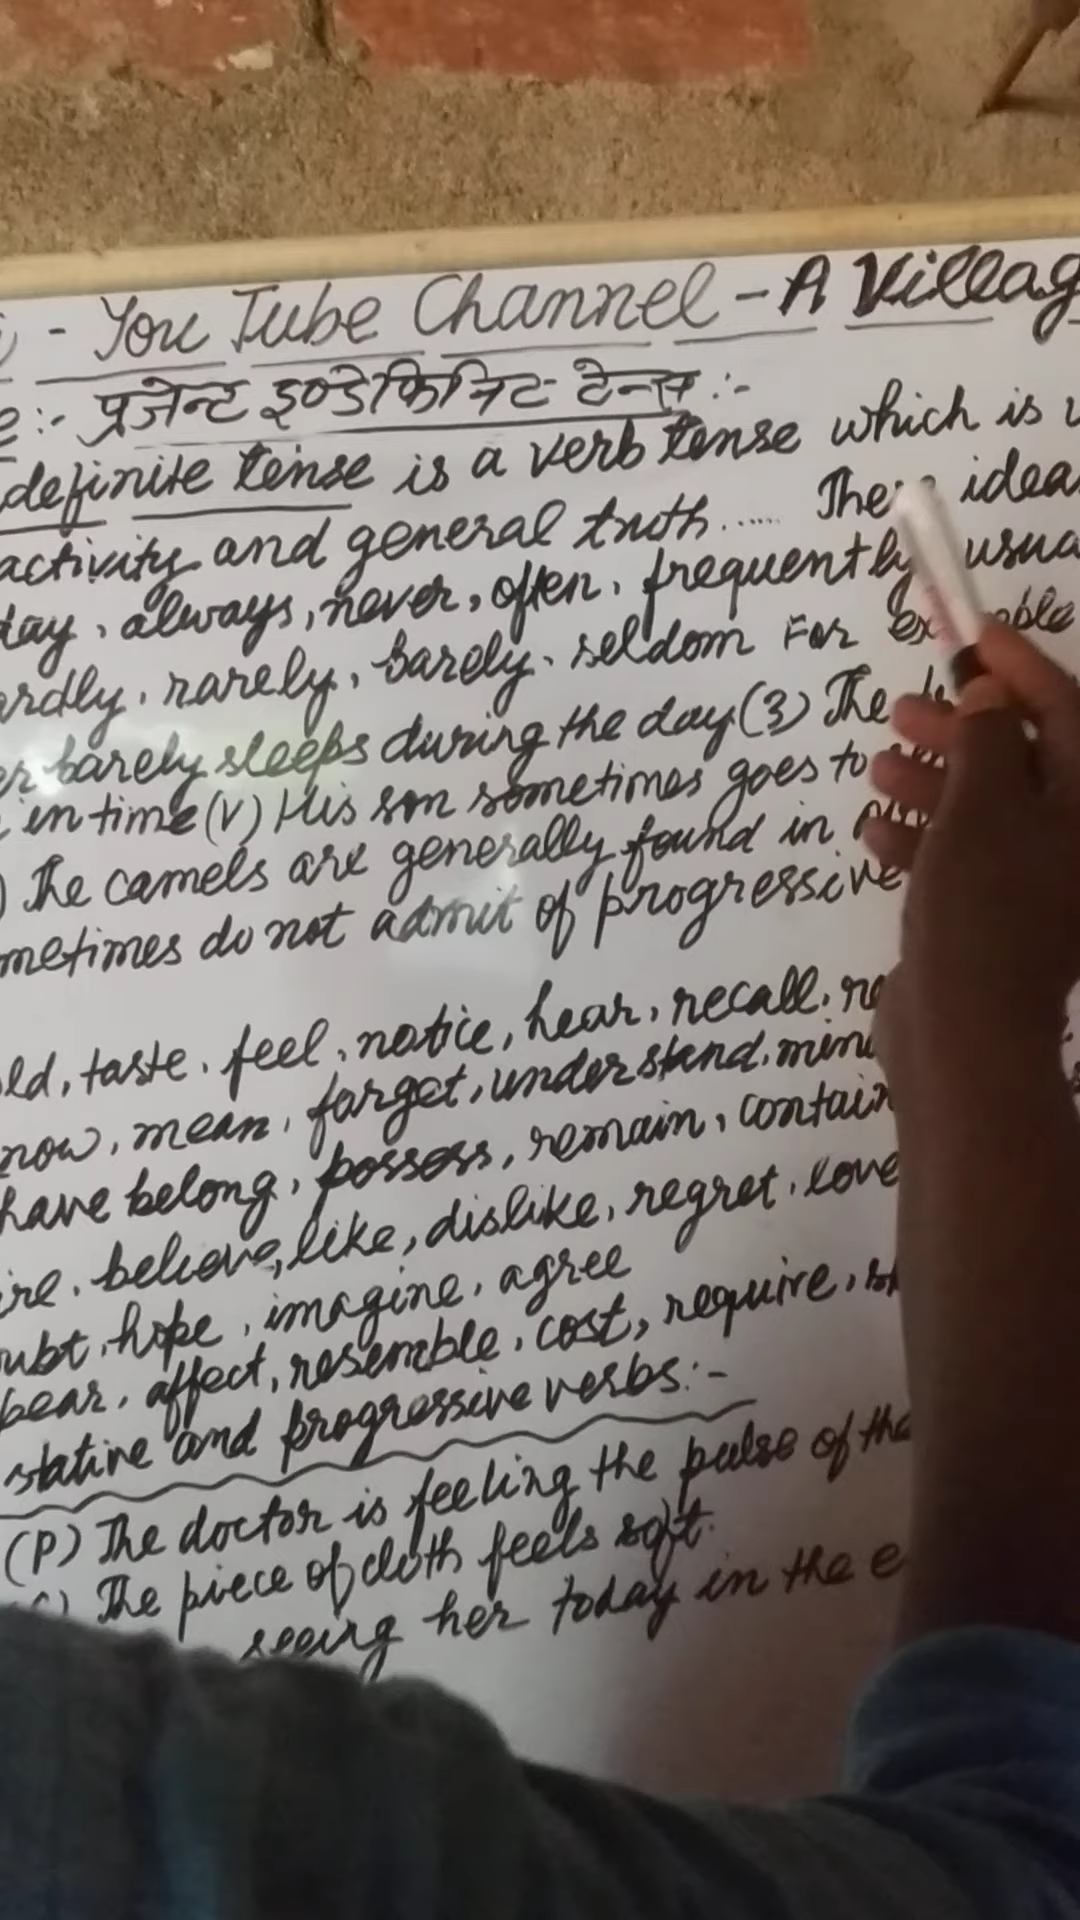 - You Tube Channel - A Villag
:- प्रजेन्ट इण्डेफिनिट टेन्स :-
definite tense is a verb tense which is
activity and general truth...... idea
day, always, never, often, frequently usua
ardly, rarely, barely, seldom For
barely sleeps during the day (3) The
in time (V) His son sometimes goes to
) The camels are generally found in
metimes do not admit of progressive
ld, taste, feel, notice, hear, recall, re
now, mean, forget, understand, min
have belong, possess, remain, contain
ire, believe, like, dislike, regret, love
ubt, hope, imagine, agree
pear, affect, resemble, cost, require, s
stative and progressive verbs:-
(P) The doctor is feeling the pulse of the
The piece of cloth feels soft.
seeing her today in the e